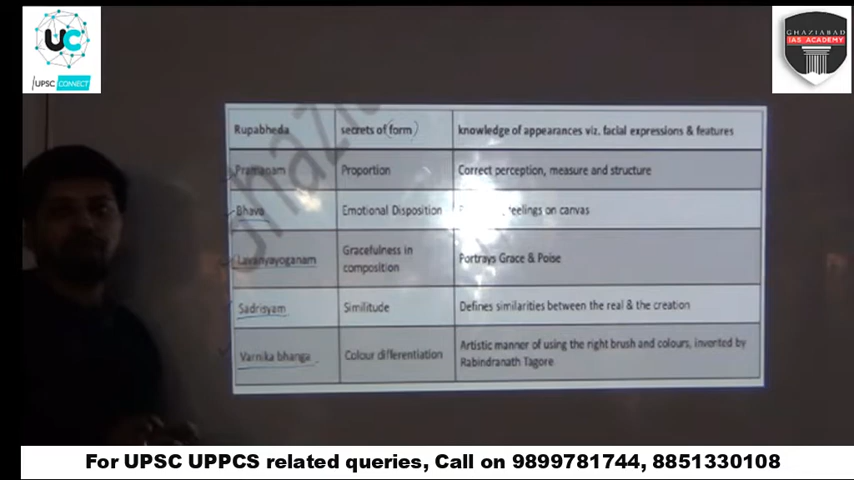 UC
UPSC CONNECT
GHAZIABAD
IAS ACADEMY
Rupabheda secrets of (form) knowledge of appearances viz. facial expressions & features
Pramanam Proportion Correct perception, measure and structure
Bhava Emotional Disposition feelings on canvas
Lavanyayoganam Gracefulness in composition Portrays Grace & Poise
Sadrisyam Similitude Defines similarities between the real & the creation
Varnika bhanga Colour differentiation Artistic manner of using the right brush and colours, invented by
Rabindranath Tagore
For UPSC UPPCS related queries, Call on 9899781744, 8851330108